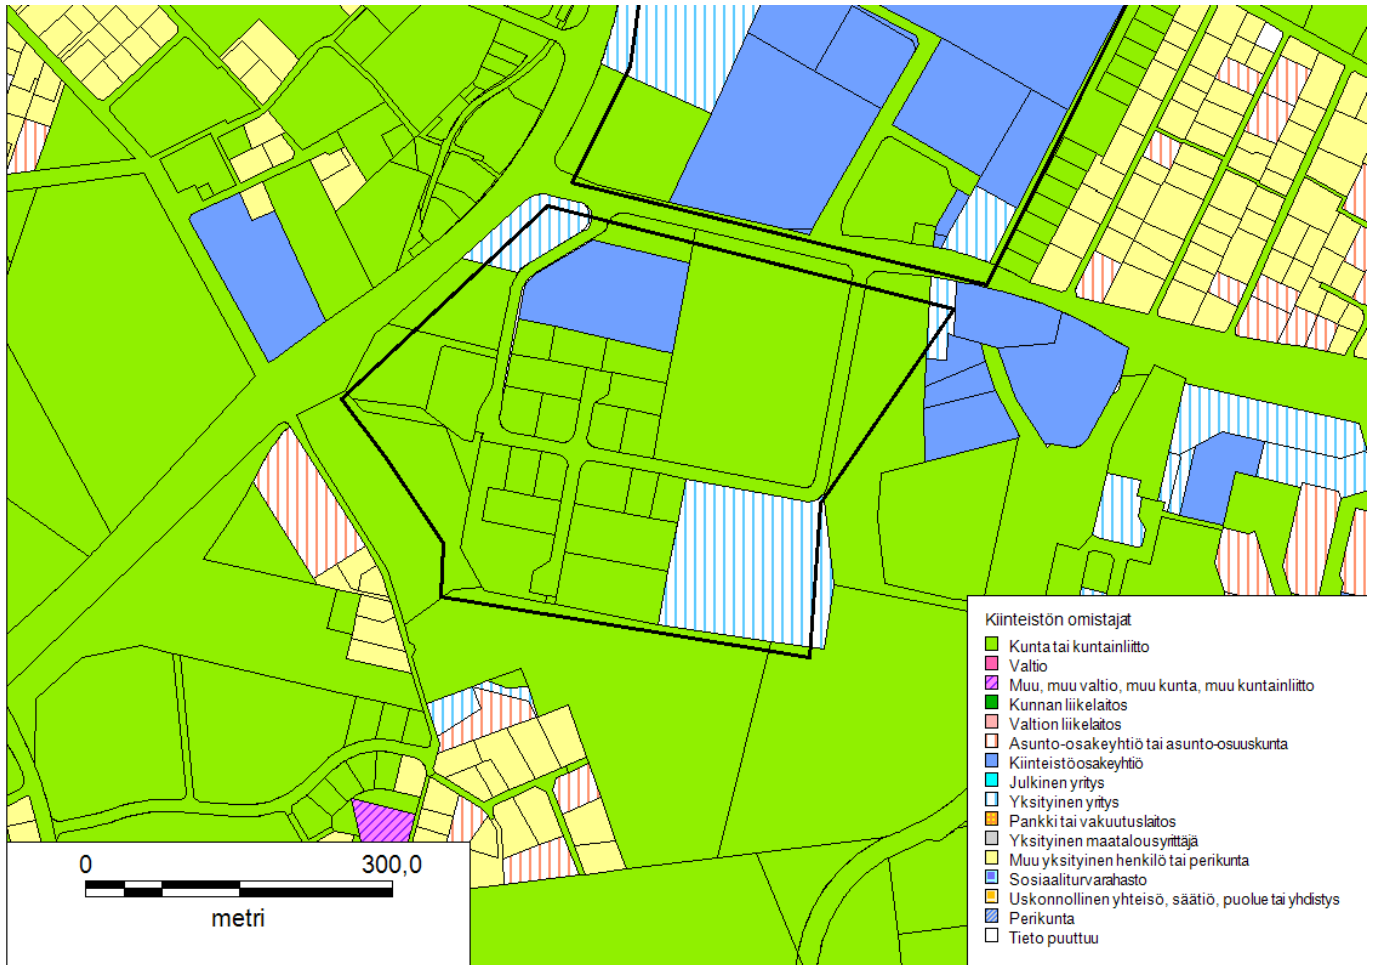 Kiinteistön omistajat
Kunta tai kuntainliitto
Valtio
Muu, muu valtio, muu kunta, muu kuntainliitto
Kunnan liikelaitos
Valtion liikelaitos
Asunto-osakeyhtiö tai asunto-osuuskunta
Kiinteistöosakeyhtiö
Julkinen yritys
Yksityinen yritys
Pankki tai vakuutuslaitos
Yksityinen maatalousyrittäjä
Muu yksityinen henkilö tai perikunta
Sosiaaliturvarahasto
Uskonnollinen yhteisö, säätiö, puolue tai yhdistys
Perikunta
Tieto puuttuu
0 300,0
metri